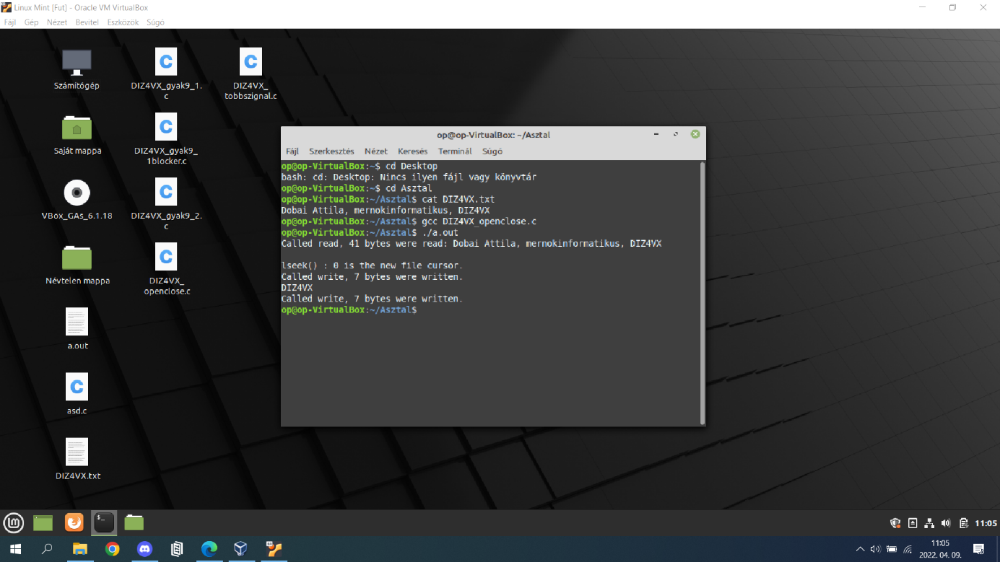 Linux Mint [Fut] - Oracle VM VirtualBox
Fájl Gép Nézet Bevitel Eszközök Súgó
Számítógép
DIZ4VX_gyak9_1.
c
DIZ4VX_
tobbszignal.c
Saját mappa
DIZ4VX_gyak9_
1blocker.c
VBox_GAs_6.1.18
DIZ4VX_gyak9_2.
c
Névtelen mappa
DIZ4VX_
openclose.c
a.out
asd.c
DIZ4VX.txt
op@op-VirtualBox: ~/Asztal
Fájl Szerkesztés Nézet Keresés Terminál Súgó
op@op-VirtualBox:~$ cd Desktop
bash: cd: Desktop: Nincs ilyen fájl vagy könyvtár
op@op-VirtualBox:~$ cd Asztal
op@op-VirtualBox:~/Asztal$ cat DIZ4VX.txt
Dobai Attila, mernokinformatikus, DIZ4VX
op@op-VirtualBox:~/Asztal$ gcc DIZ4VX_openclose.c
op@op-VirtualBox:~/Asztal$ ./a.out
Called read, 41 bytes were read: Dobai Attila, mernokinformatikus, DIZ4VX
lseek() : 0 is the new file cursor.
Called write, 7 bytes were written.
DIZ4VX
Called write, 7 bytes were written.
op@op-VirtualBox:~/Asztal$
11:05
11:05
2022. 04. 09.